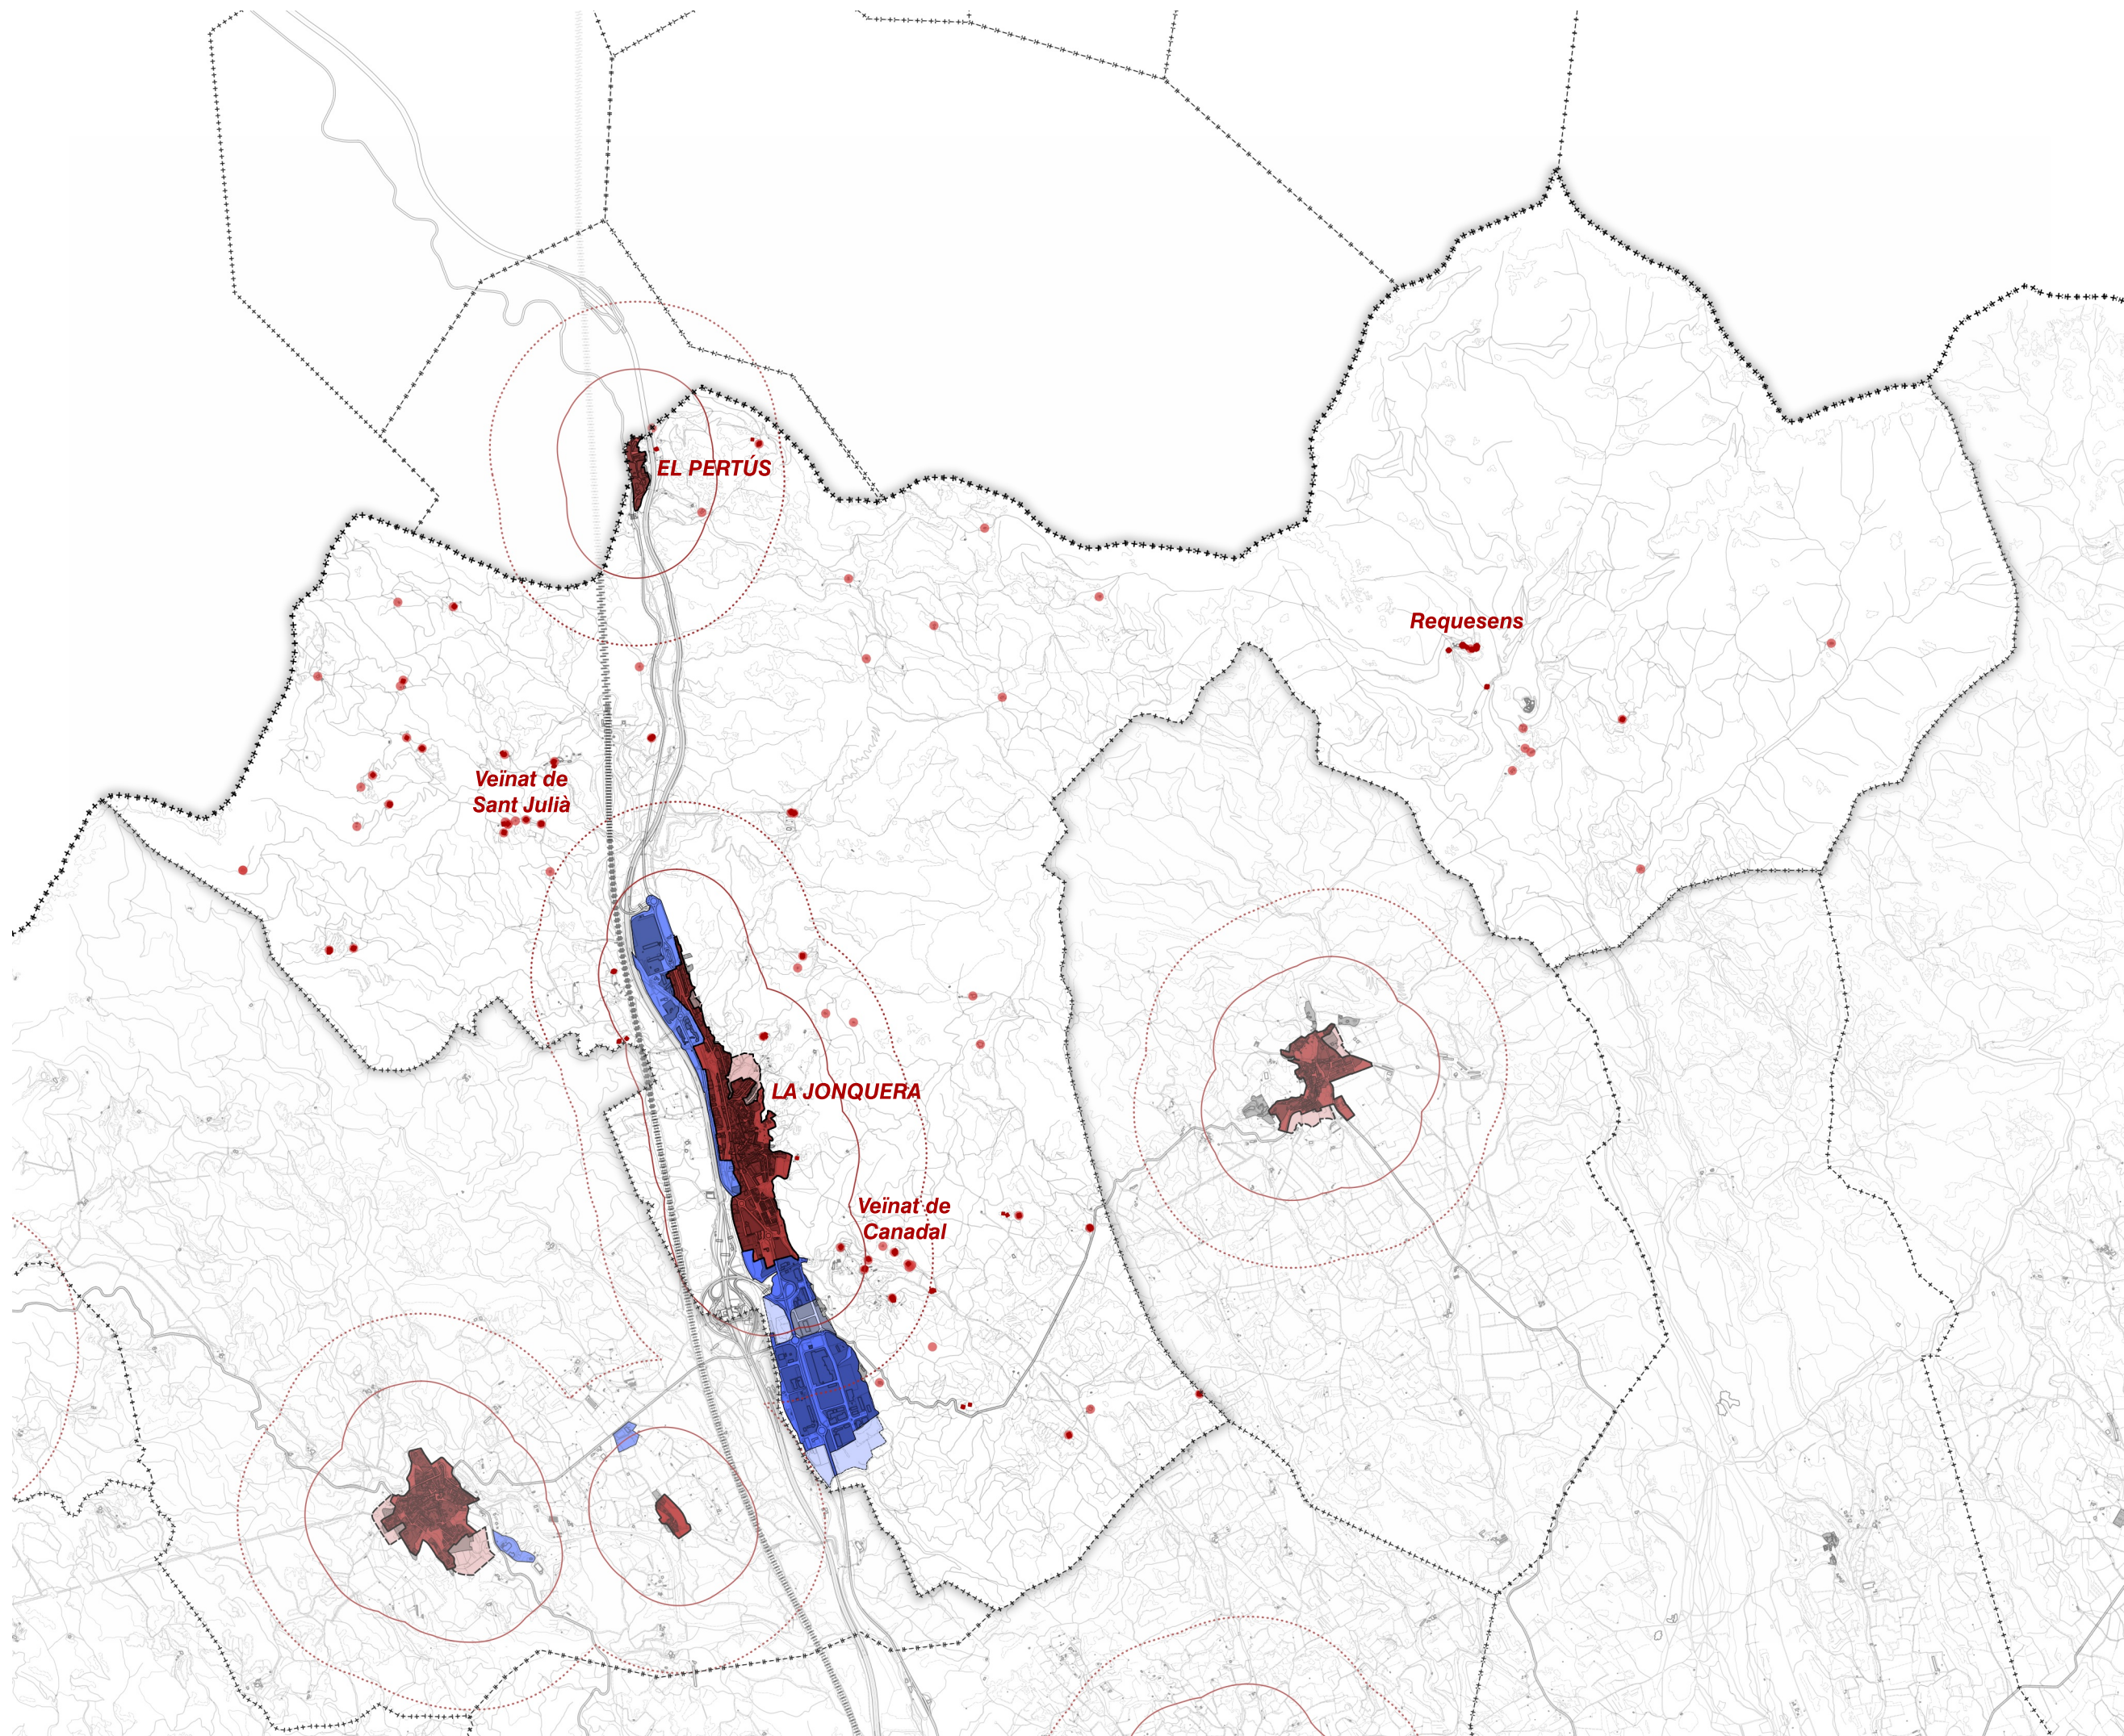 EL PERTÚS
Requesens
Veïnat de
Sant Julià
LA JONQUERA
Veïnat de
Canadal